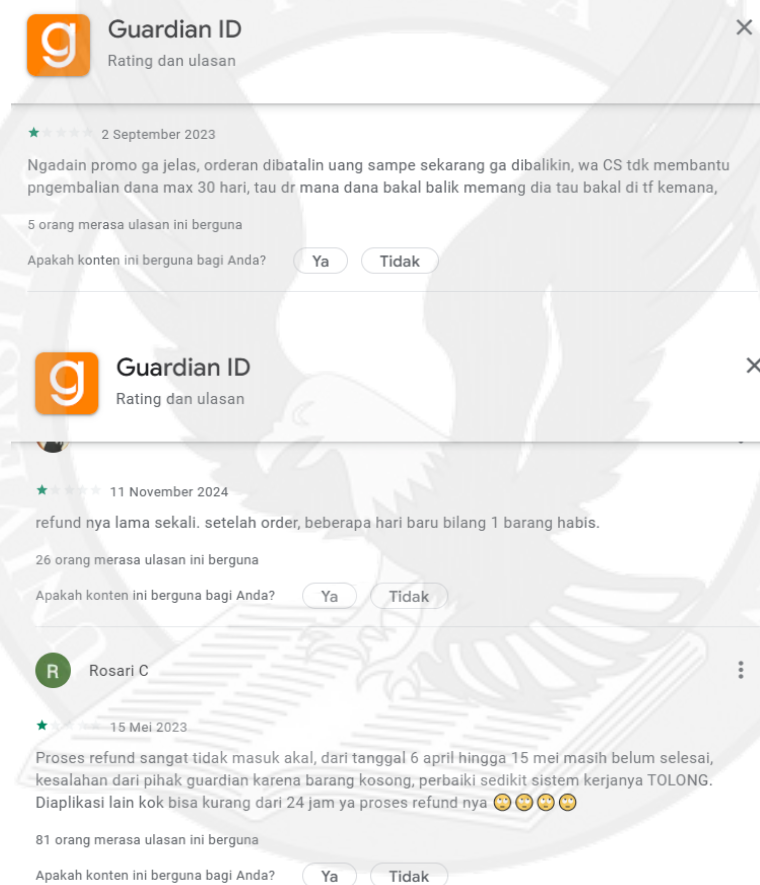 g
Guardian ID
Rating dan ulasan
2 September 2023
Ngadain promo ga jelas, orderan dibatalin uang sampe sekarang ga dibalikin, wa CS tdk membantu
pngembalian dana max 30 hari, tau dr mana dana bakal balik memang dia tau bakal di tf kemana,
5 orang merasa ulasan ini berguna
Apakah konten ini berguna bagi Anda?
Ya
Tidak
g
Guardian ID
Rating dan ulasan
11 November 2024
refund nya lama sekali. setelah order, beberapa hari baru bilang 1 barang habis.
26 orang merasa ulasan ini berguna
Apakah konten ini berguna bagi Anda?
Ya
Tidak
R
Rosari C
15 Mei 2023
Proses refund sangat tidak masuk akal, dari tanggal 6 april hingga 15 mei masih belum selesai,
kesalahan dari pihak guardian karena barang kosong, perbaiki sedikit sistem kerjanya TOLONG.
Diaplikasi lain kok bisa kurang dari 24 jam ya proses refund nya 🙄🙄🙄🙄
81 orang merasa ulasan ini berguna
Apakah konten ini berguna bagi Anda?
Ya
Tidak